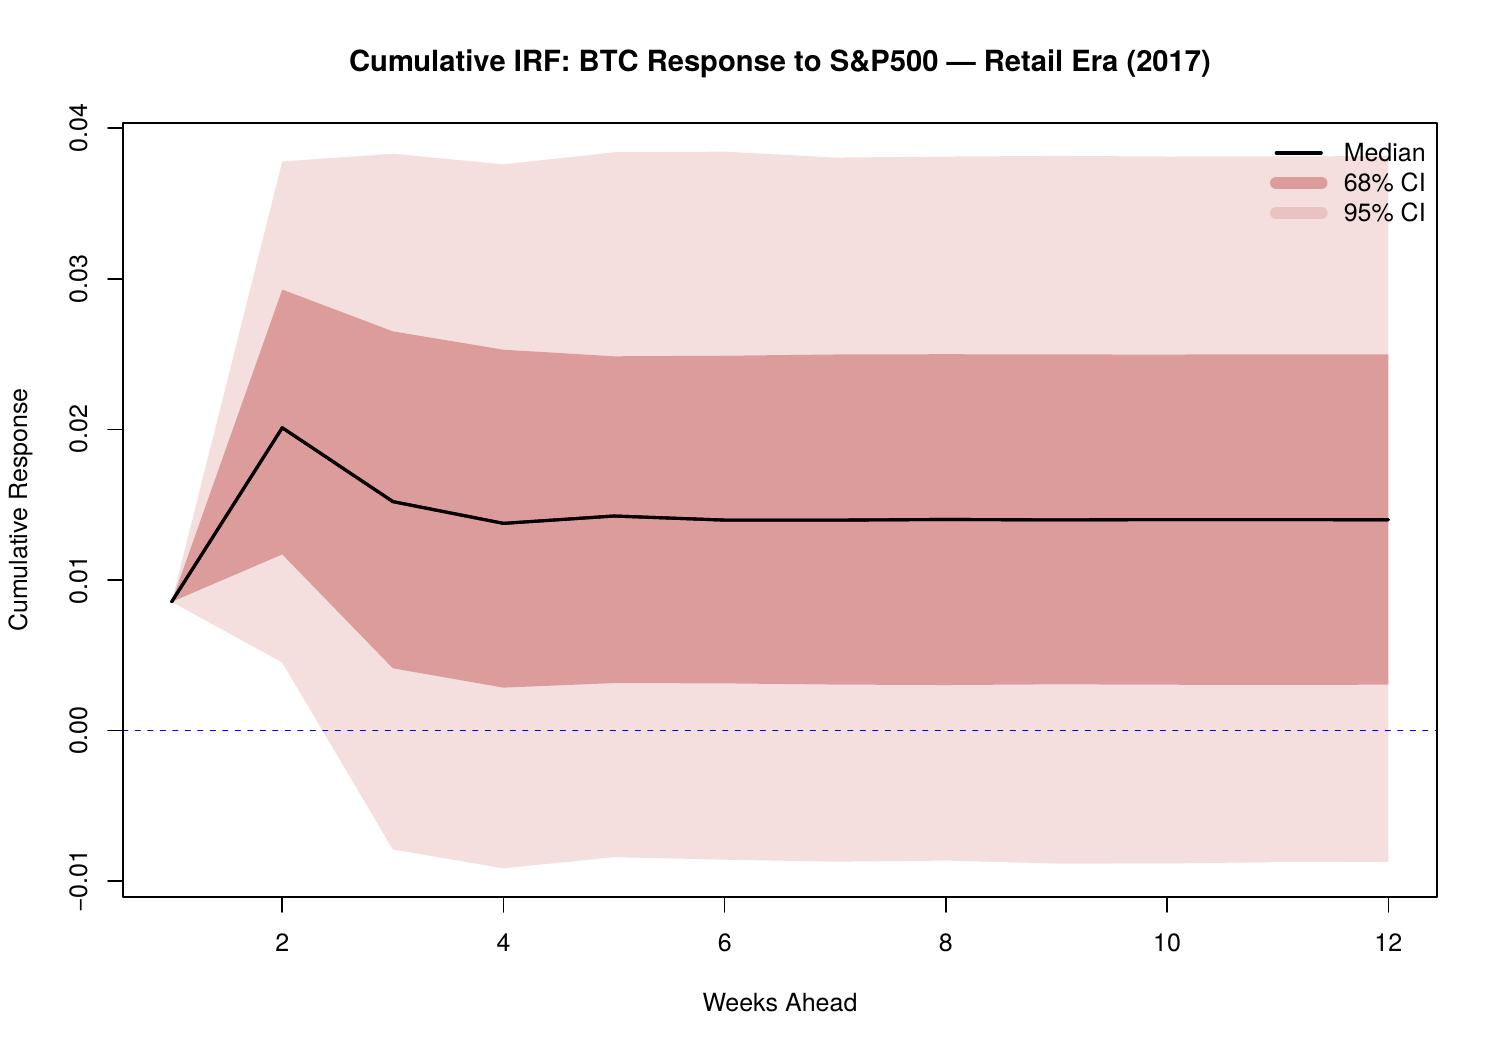 Cumulative IRF: BTC Response to S&P500 — Retail Era (2017)
Median
68% CI
95% CI
Cumulative Response
0.04
0.03
0.02
0.01
0.00
−0.01
2 4 6 8 10 12
Weeks Ahead